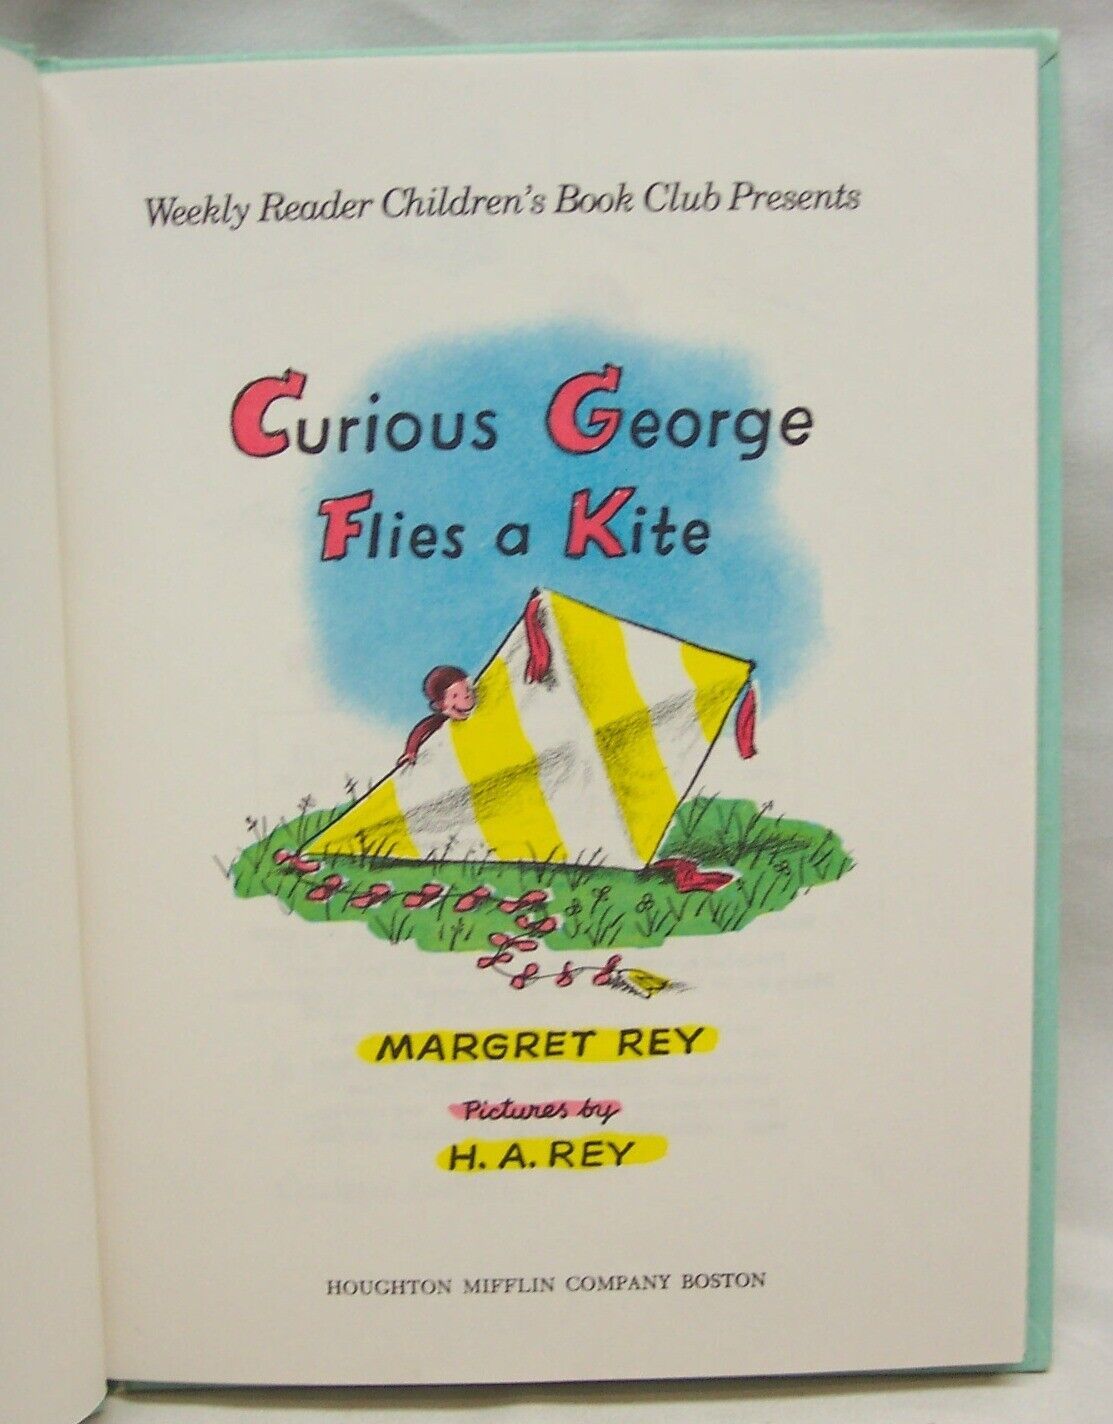 Weekly Reader Children's Book Club Presents
Curious George
Flies a Kite
MARGRET REY
Pictures by
H. A. REY
HOUGHTON MIFFLIN COMPANY BOSTON